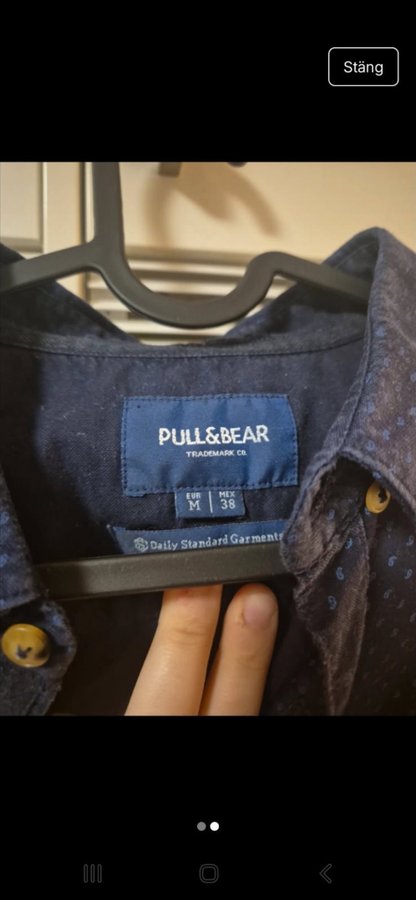 Stäng
PULL&BEAR
TRADEMARK CO.
EUR MEX
M 38
Daily Standard Garments